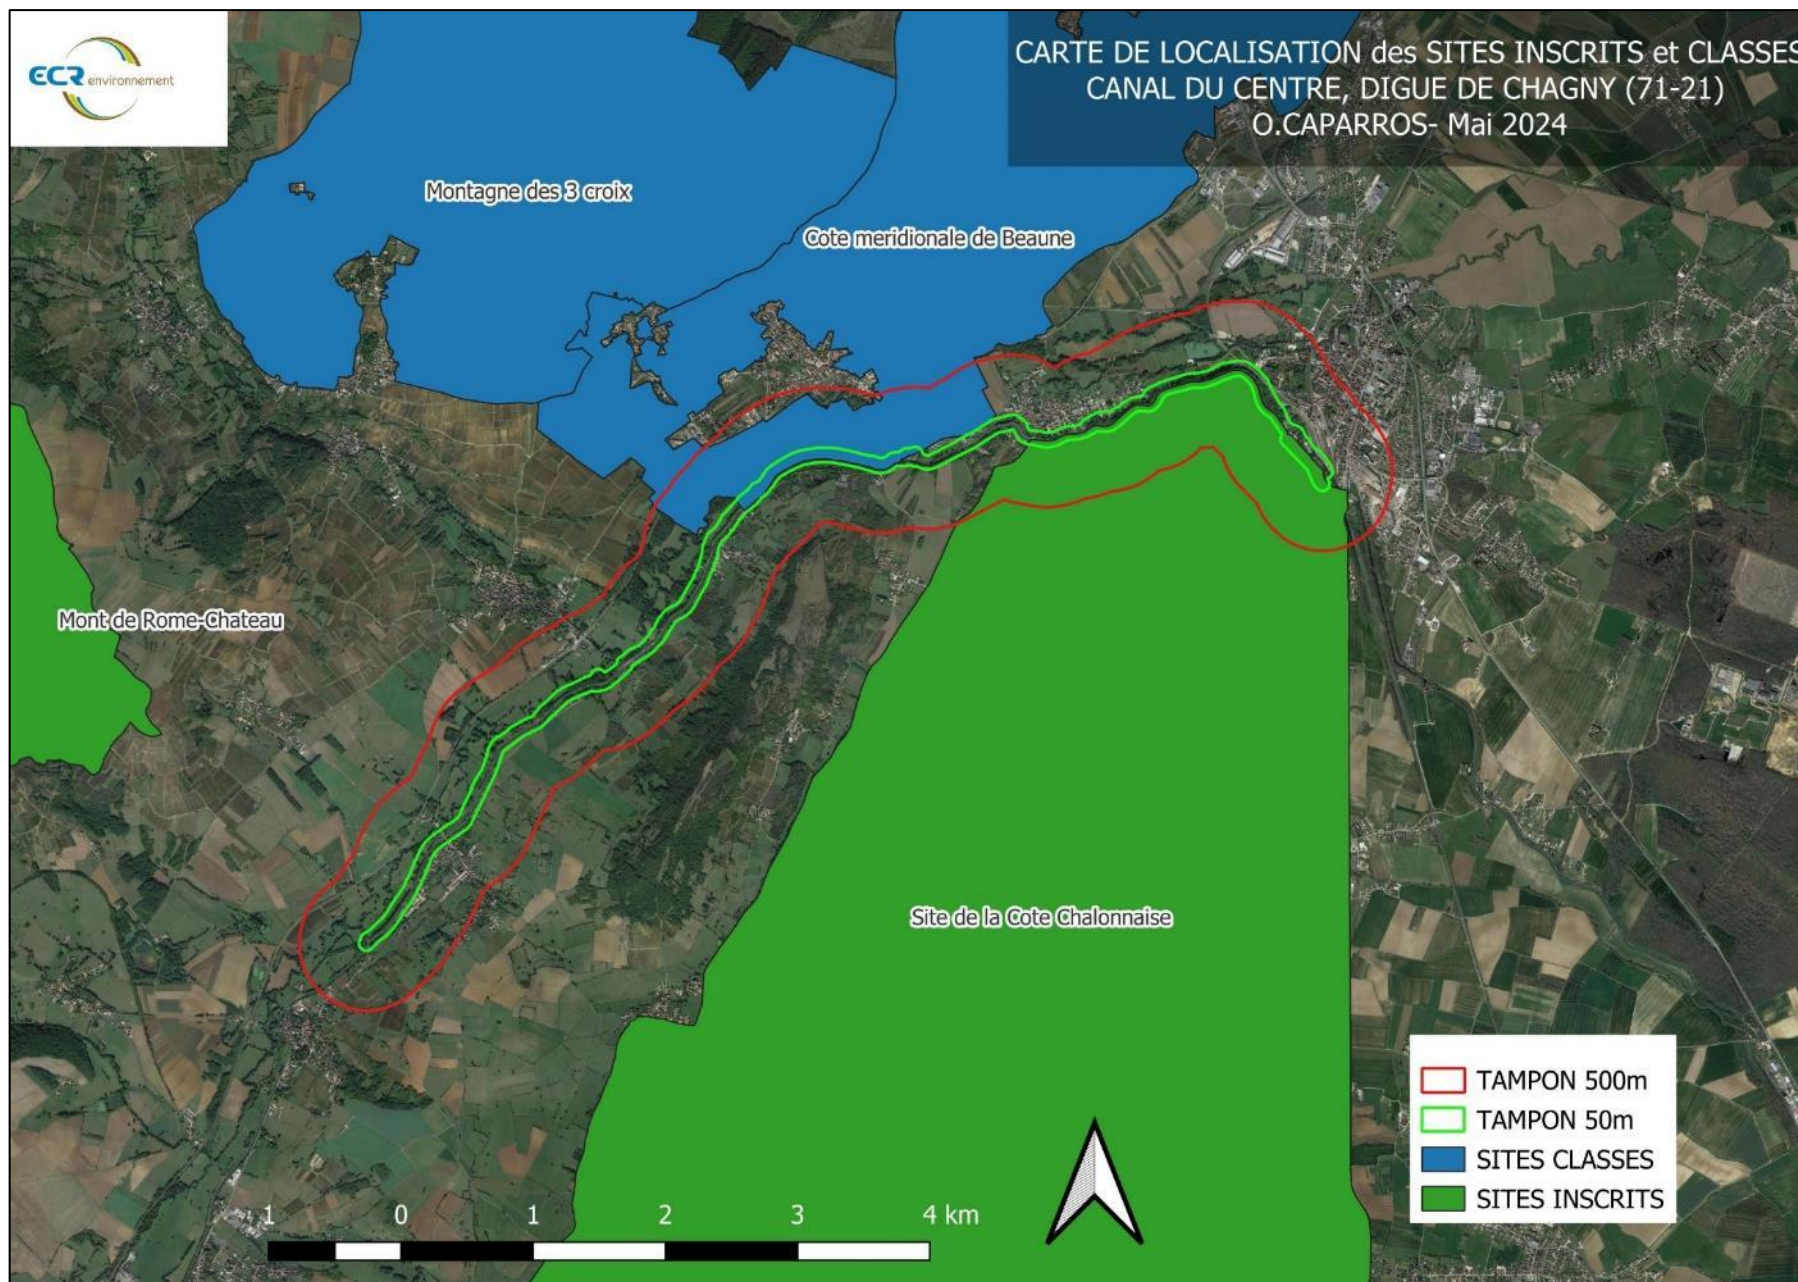 ECR environnement
CARTE DE LOCALISATION des SITES INSCRITS et CLASSES
CANAL DU CENTRE, DIGUE DE CHAGNY (71-21)
O.CAPARROS- Mai 2024
Montagne des 3 croix
Cote meridionale de Beaune
Mont de Rome-Chateau
Site de la Cote Chalonnaise
TAMPON 500m
TAMPON 50m
SITES CLASSES
SITES INSCRITS
1 0 1 2 3 4 km